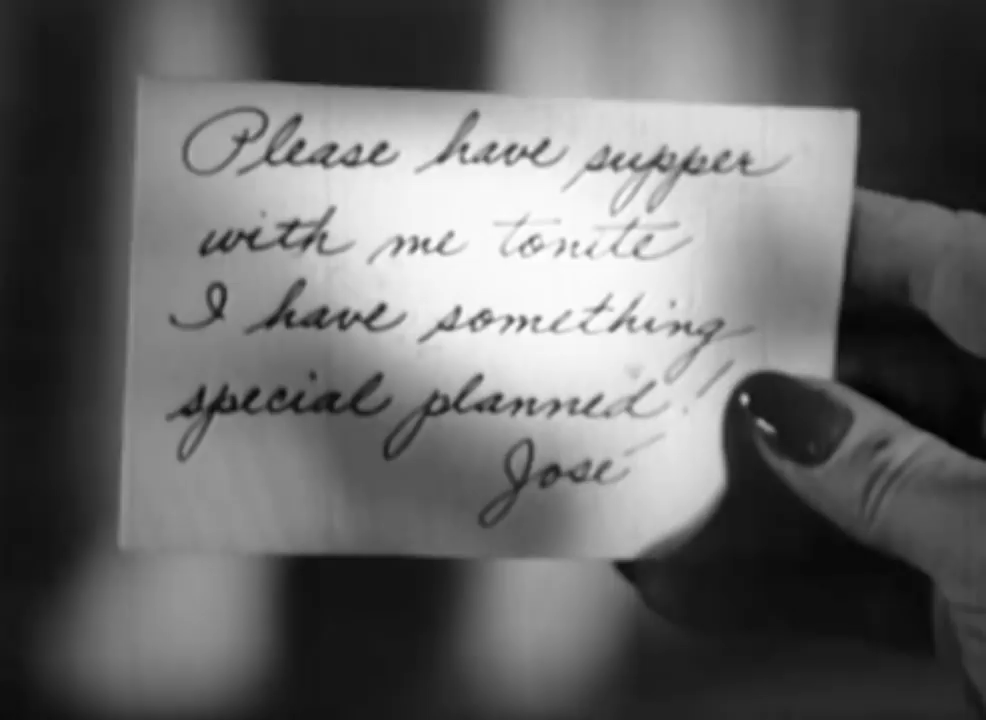 Please have supper
with me tonite
I have something
special planned!
José